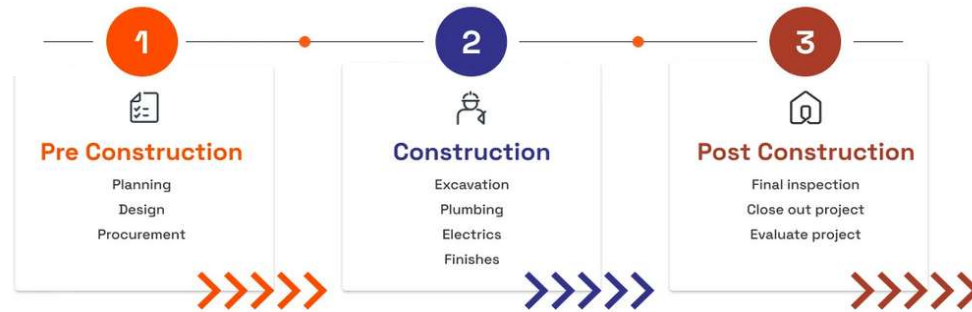 1
Pre Construction
Planning
Design
Procurement
2
Construction
Excavation
Plumbing
Electrics
Finishes
3
Post Construction
Final inspection
Close out project
Evaluate project